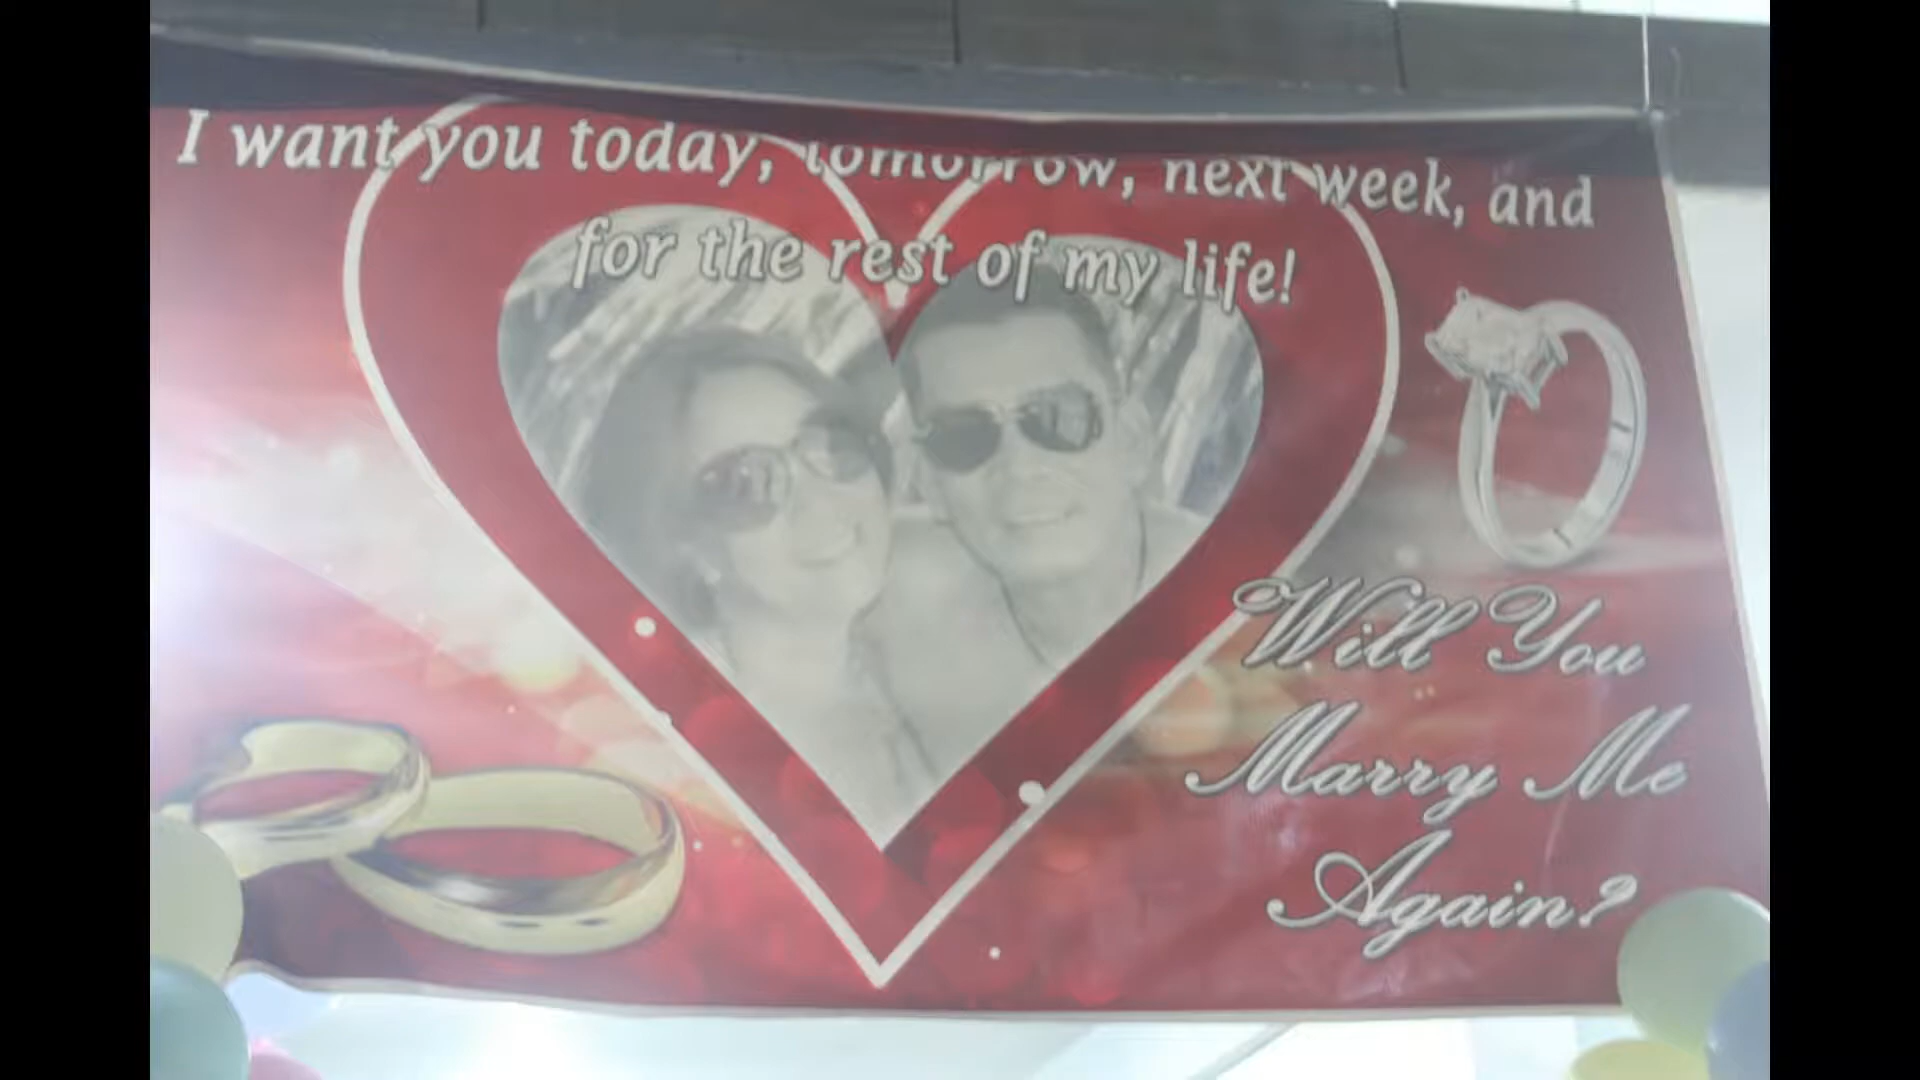 I want you today, tomorrow, next week, and
for the rest of my life!
Will You
Marry Me
Again?